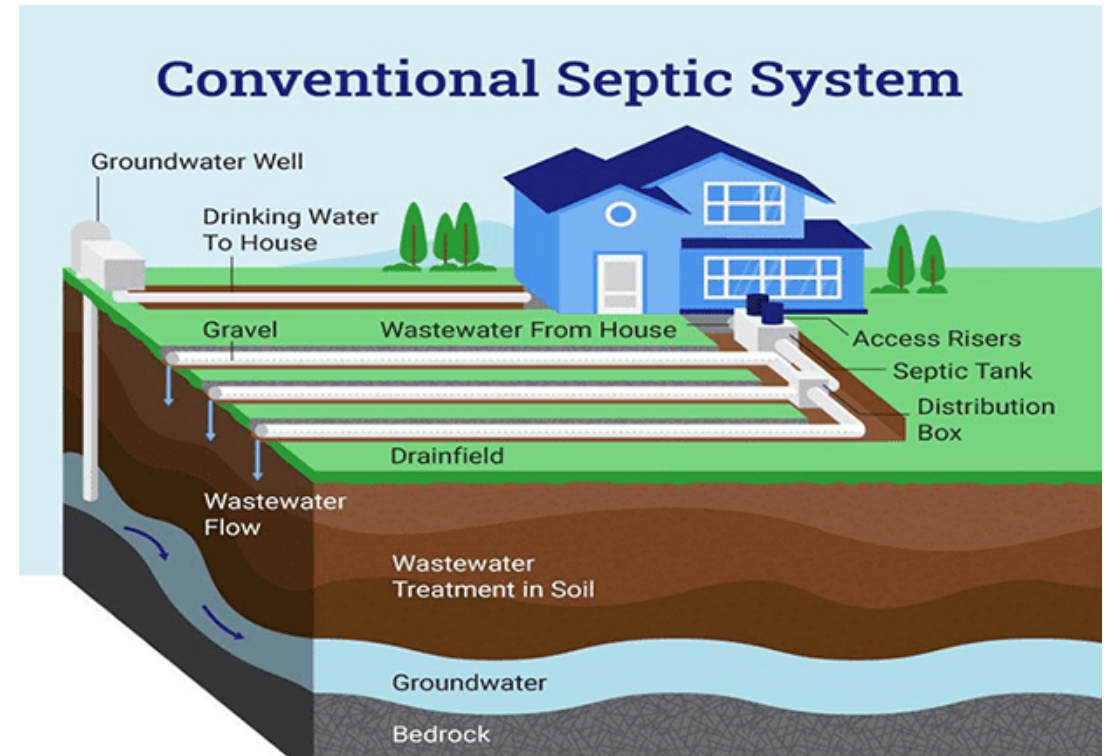 Conventional Septic System
Groundwater Well
Drinking Water
To House
Gravel
Wastewater From House
Access Risers
Septic Tank
Distribution
Box
Drainfield
Wastewater
Flow
Wastewater
Treatment in Soil
Groundwater
Bedrock